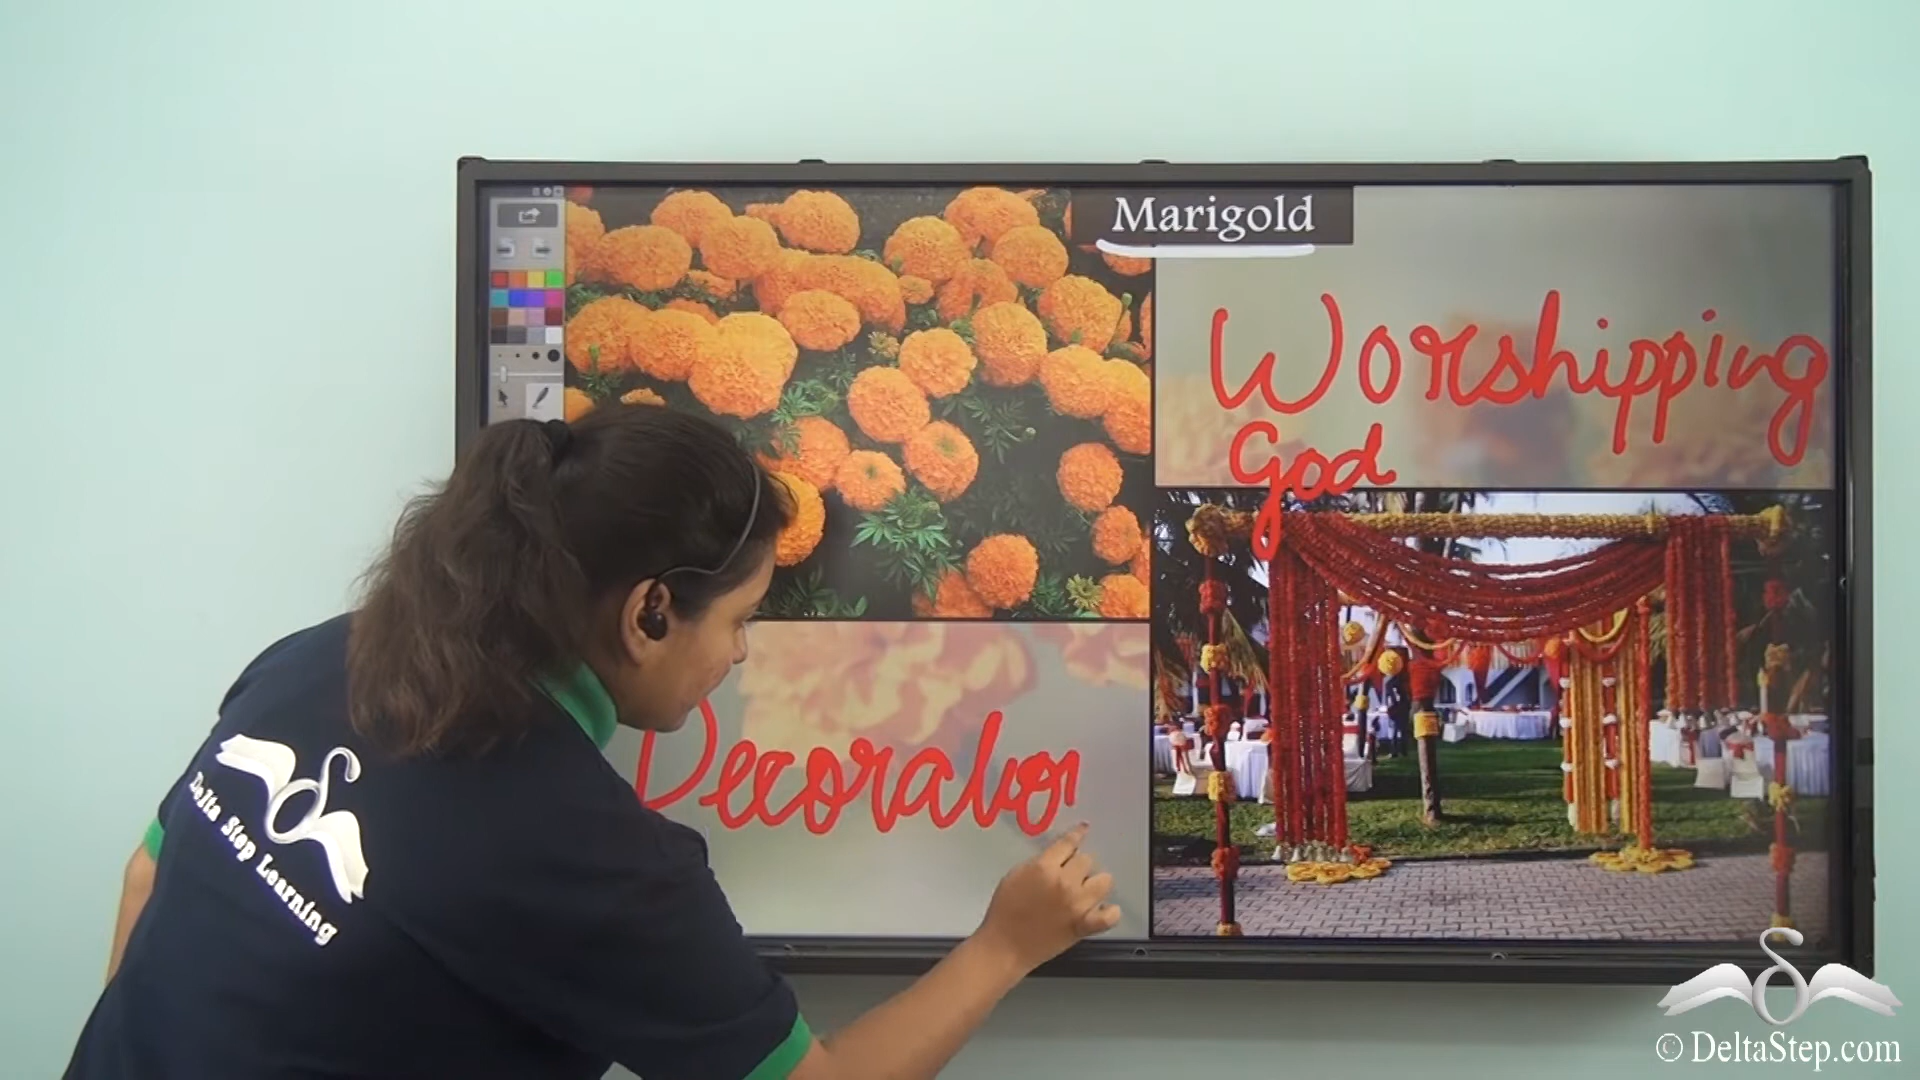 Marigold
Worshipping
God
Decoration
Delta Step Learning
© DeltaStep.com